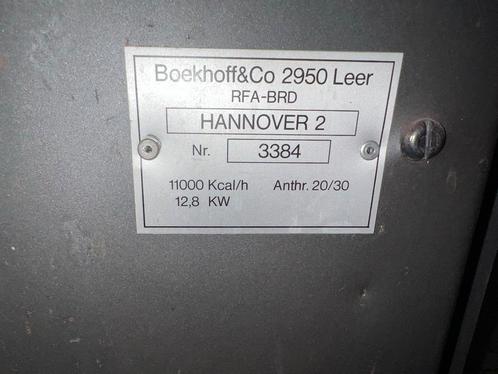 Boekhoff&Co 2950 Leer
RFA-BRD
HANNOVER 2
Nr. 3384
11000 Kcal/h Anthr. 20/30
12,8 KW